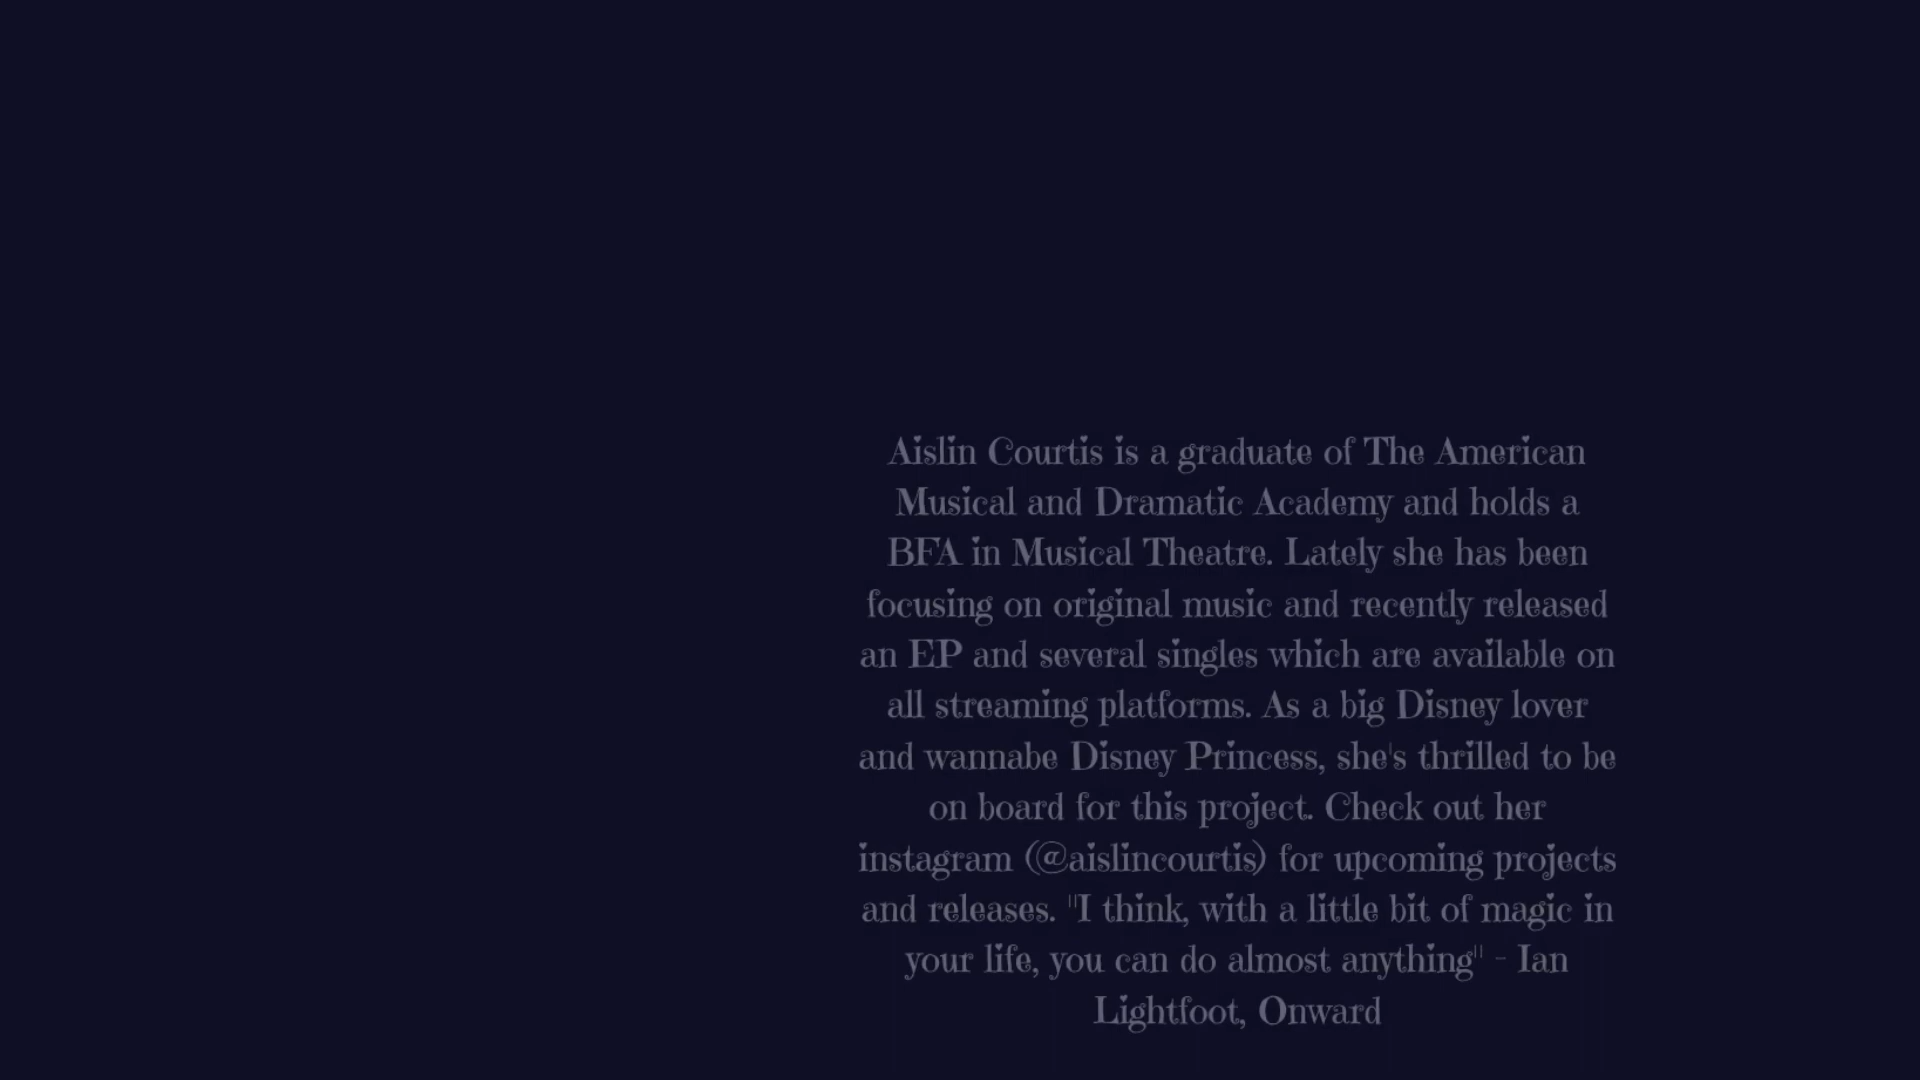 Aislin Courtis is a graduate of The American
Musical and Dramatic Academy and holds a
BFA in Musical Theatre. Lately she has been
focusing on original music and recently released
an EP and several singles which are available on
all streaming platforms. As a big Disney lover
and wannabe Disney Princess, she's thrilled to be
on board for this project. Check out her
instagram (@aislincourtis) for upcoming projects
and releases. "I think, with a little bit of magic in
your life, you can do almost anything" - Ian
Lightfoot, Onward